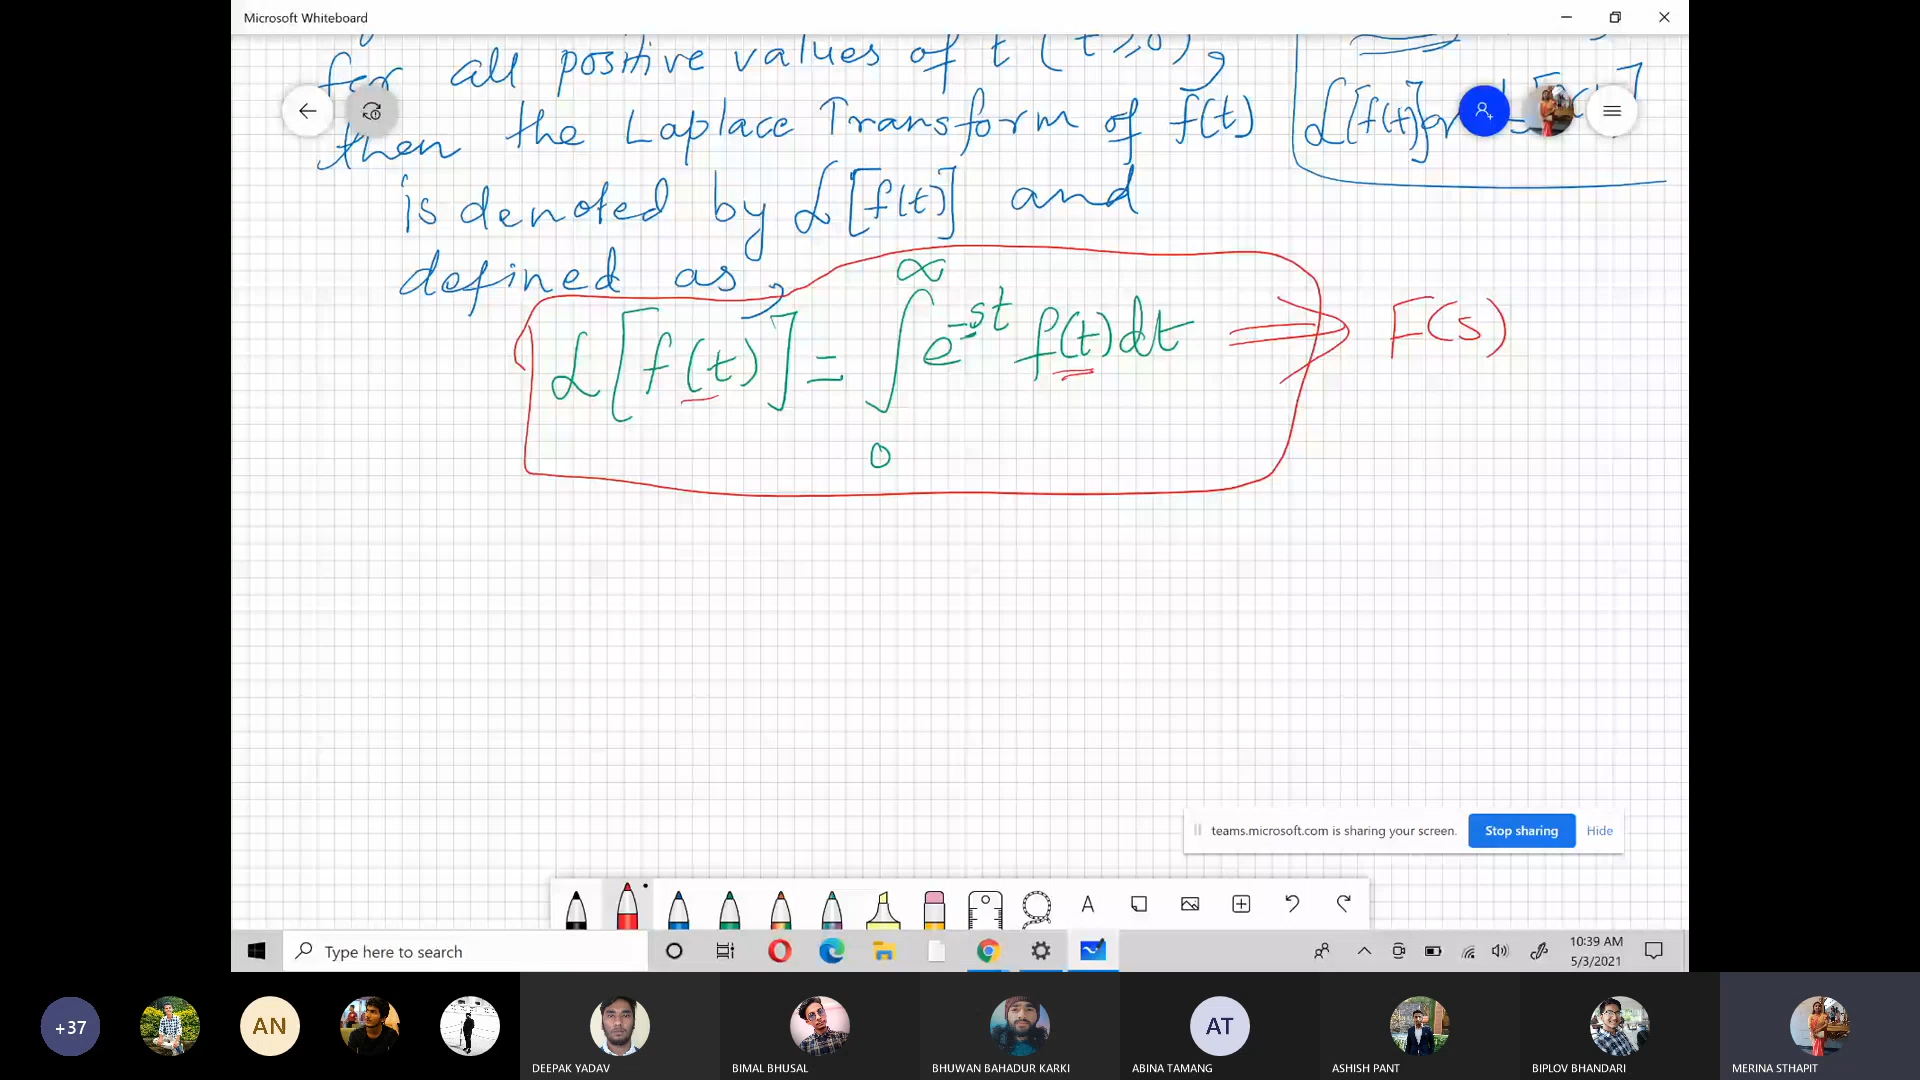 Microsoft Whiteboard
for all positive values of t (t≥0),
then the Laplace Transform of f(t)
ℒ[f(t)]
is denoted by ℒ[f(t)] and
defined as,
ℒ[f(t)] = ∫₀^∞ e^-st f(t)dt ⇒ F(s)
teams.microsoft.com is sharing your screen.
Stop sharing
Hide
A
Type here to search
10:39 AM
5/3/2021
+37
AN
AT
DEEPAK YADAV
BIMAL BHUSAL
BHUWAN BAHADUR KARKI
ABINA TAMANG
ASHISH PANT
BIPLOV BHANDARI
MERINA STHAPIT